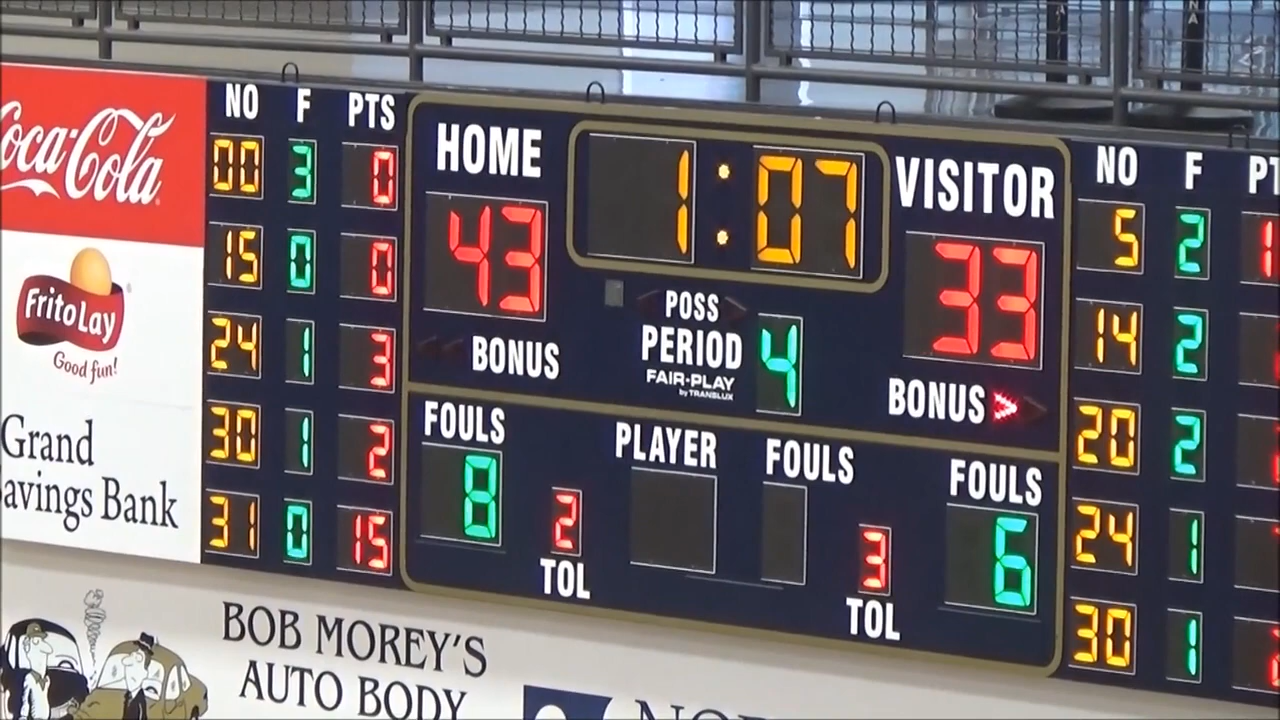 Coca-Cola
FritoLay
Good fun!
Grand
avings Bank
NO F PTS
00 3 0
15 0 0
24 1 3
30 1 2
31 0 15
HOME
43
1:07
VISITOR
33
BONUS
POSS
PERIOD 4
FAIR-PLAY
by TRANSLUX
BONUS >
FOULS
8
2
TOL
PLAYER
FOULS
3
TOL
FOULS
6
NO F PT
5 2 1
14 2
20 2
24 1
30 1
BOB MOREY'S
AUTO BODY